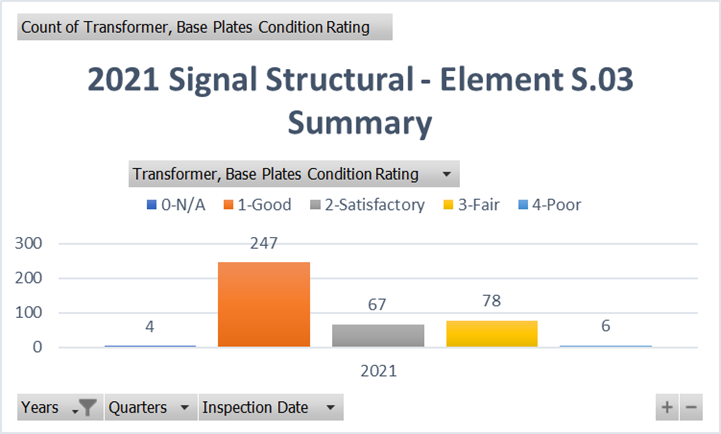 Count of Transformer, Base Plates Condition Rating
2021 Signal Structural - Element S.03
Summary
Transformer, Base Plates Condition Rating
0-N/A 1-Good 2-Satisfactory 3-Fair 4-Poor
300
247
200
100
4
67
78
6
0
2021
Years Quarters Inspection Date
+ −